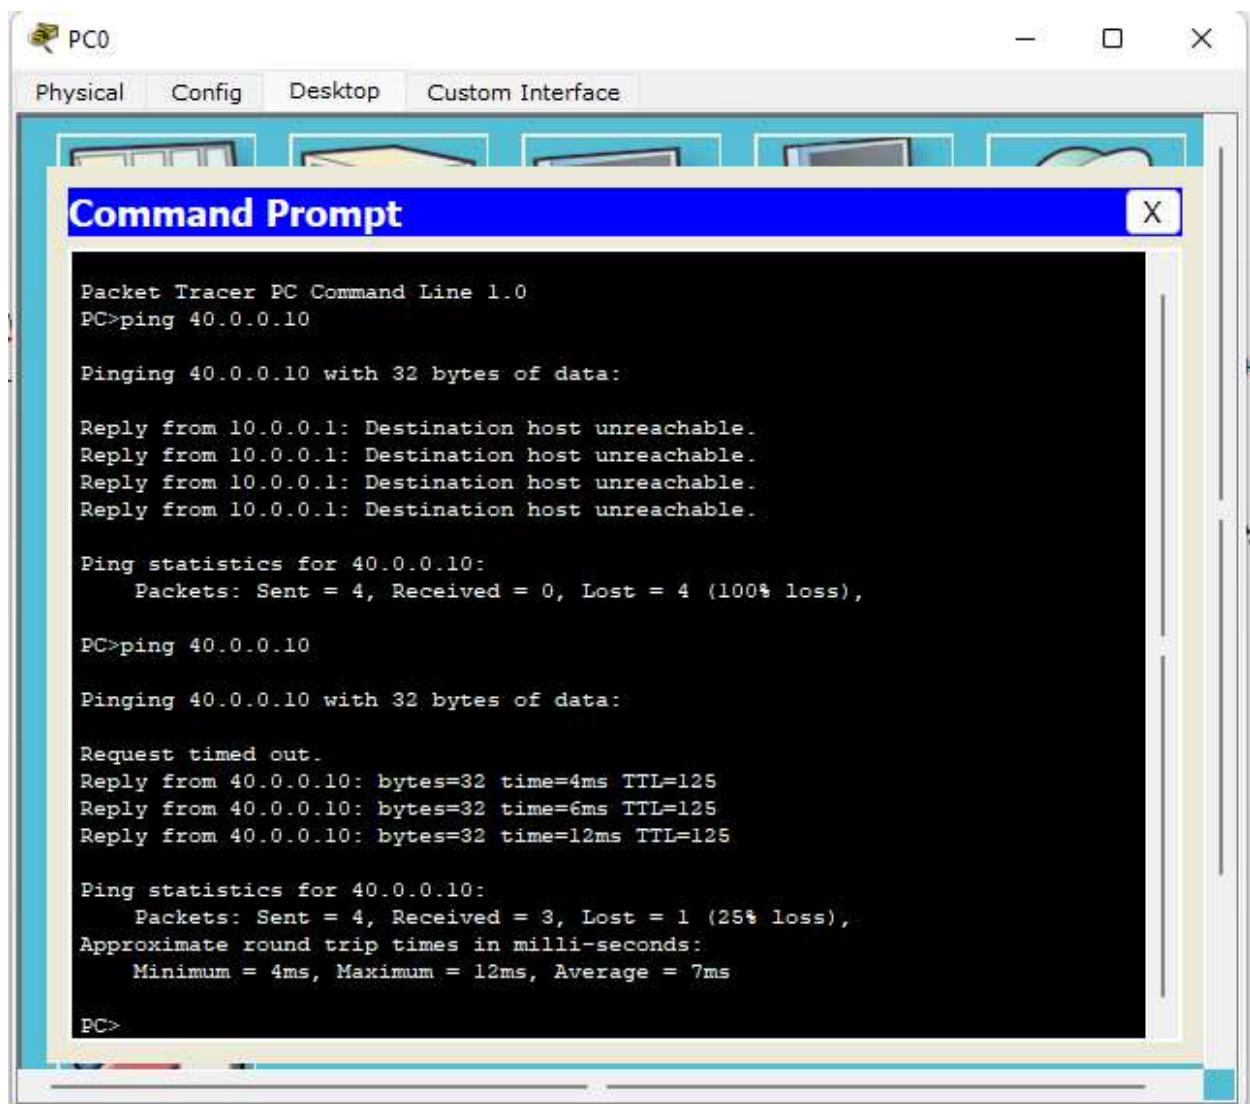 PC0
Physical Config Desktop Custom Interface
Command Prompt
X
Packet Tracer PC Command Line 1.0
PC>ping 40.0.0.10
Pinging 40.0.0.10 with 32 bytes of data:
Reply from 10.0.0.1: Destination host unreachable.
Reply from 10.0.0.1: Destination host unreachable.
Reply from 10.0.0.1: Destination host unreachable.
Reply from 10.0.0.1: Destination host unreachable.
Ping statistics for 40.0.0.10:
Packets: Sent = 4, Received = 0, Lost = 4 (100% loss),
PC>ping 40.0.0.10
Pinging 40.0.0.10 with 32 bytes of data:
Request timed out.
Reply from 40.0.0.10: bytes=32 time=4ms TTL=125
Reply from 40.0.0.10: bytes=32 time=6ms TTL=125
Reply from 40.0.0.10: bytes=32 time=12ms TTL=125
Ping statistics for 40.0.0.10:
Packets: Sent = 4, Received = 3, Lost = 1 (25% loss),
Approximate round trip times in milli-seconds:
Minimum = 4ms, Maximum = 12ms, Average = 7ms
PC>